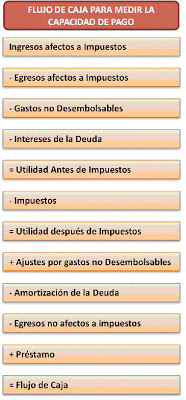 FLUJO DE CAJA PARA MEDIR LA
CAPACIDAD DE PAGO
Ingresos afectos a Impuestos
- Egresos afectos a Impuestos
- Gastos no Desembolsables
- Intereses de la Deuda
= Utilidad Antes de Impuestos
- Impuestos
= Utilidad después de Impuestos
+ Ajustes por gastos no Desembolsables
- Amortización de la Deuda
- Egresos no afectos a impuestos
+ Préstamo
= Flujo de Caja